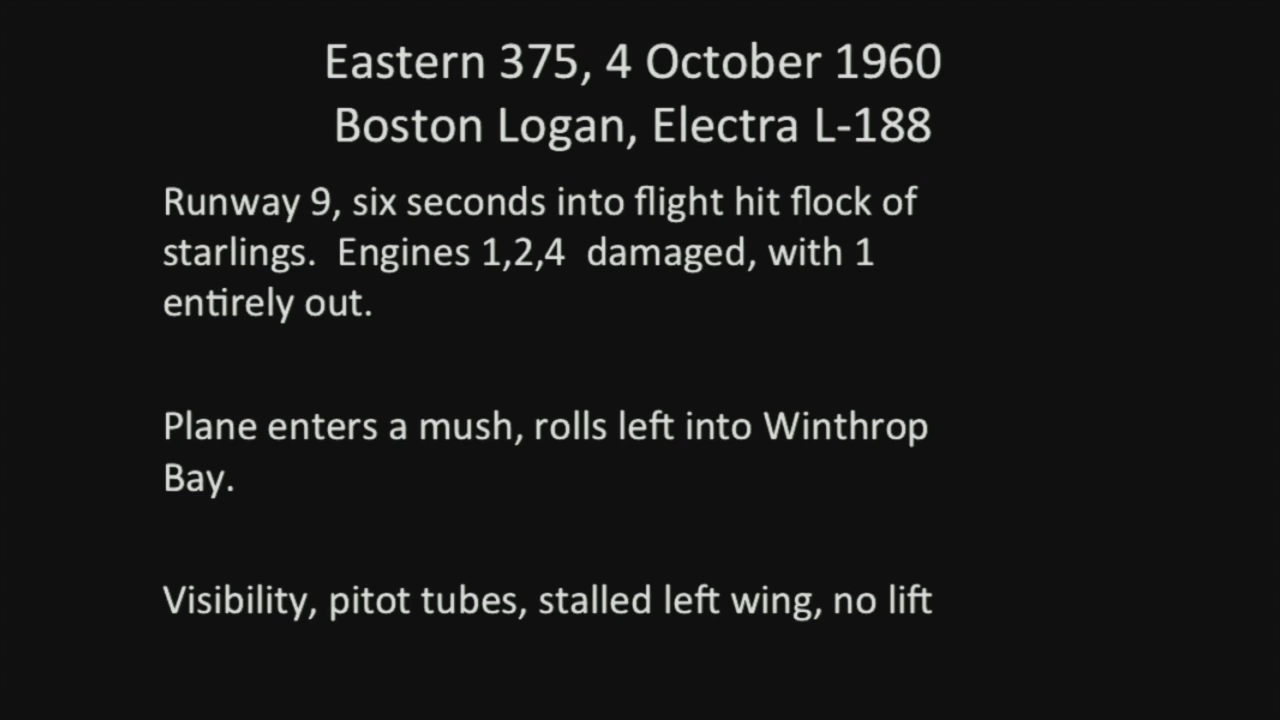 Eastern 375, 4 October 1960
Boston Logan, Electra L-188
Runway 9, six seconds into flight hit flock of
starlings.  Engines 1,2,4  damaged, with 1
entirely out.
Plane enters a mush, rolls left into Winthrop
Bay.
Visibility, pitot tubes, stalled left wing, no lift